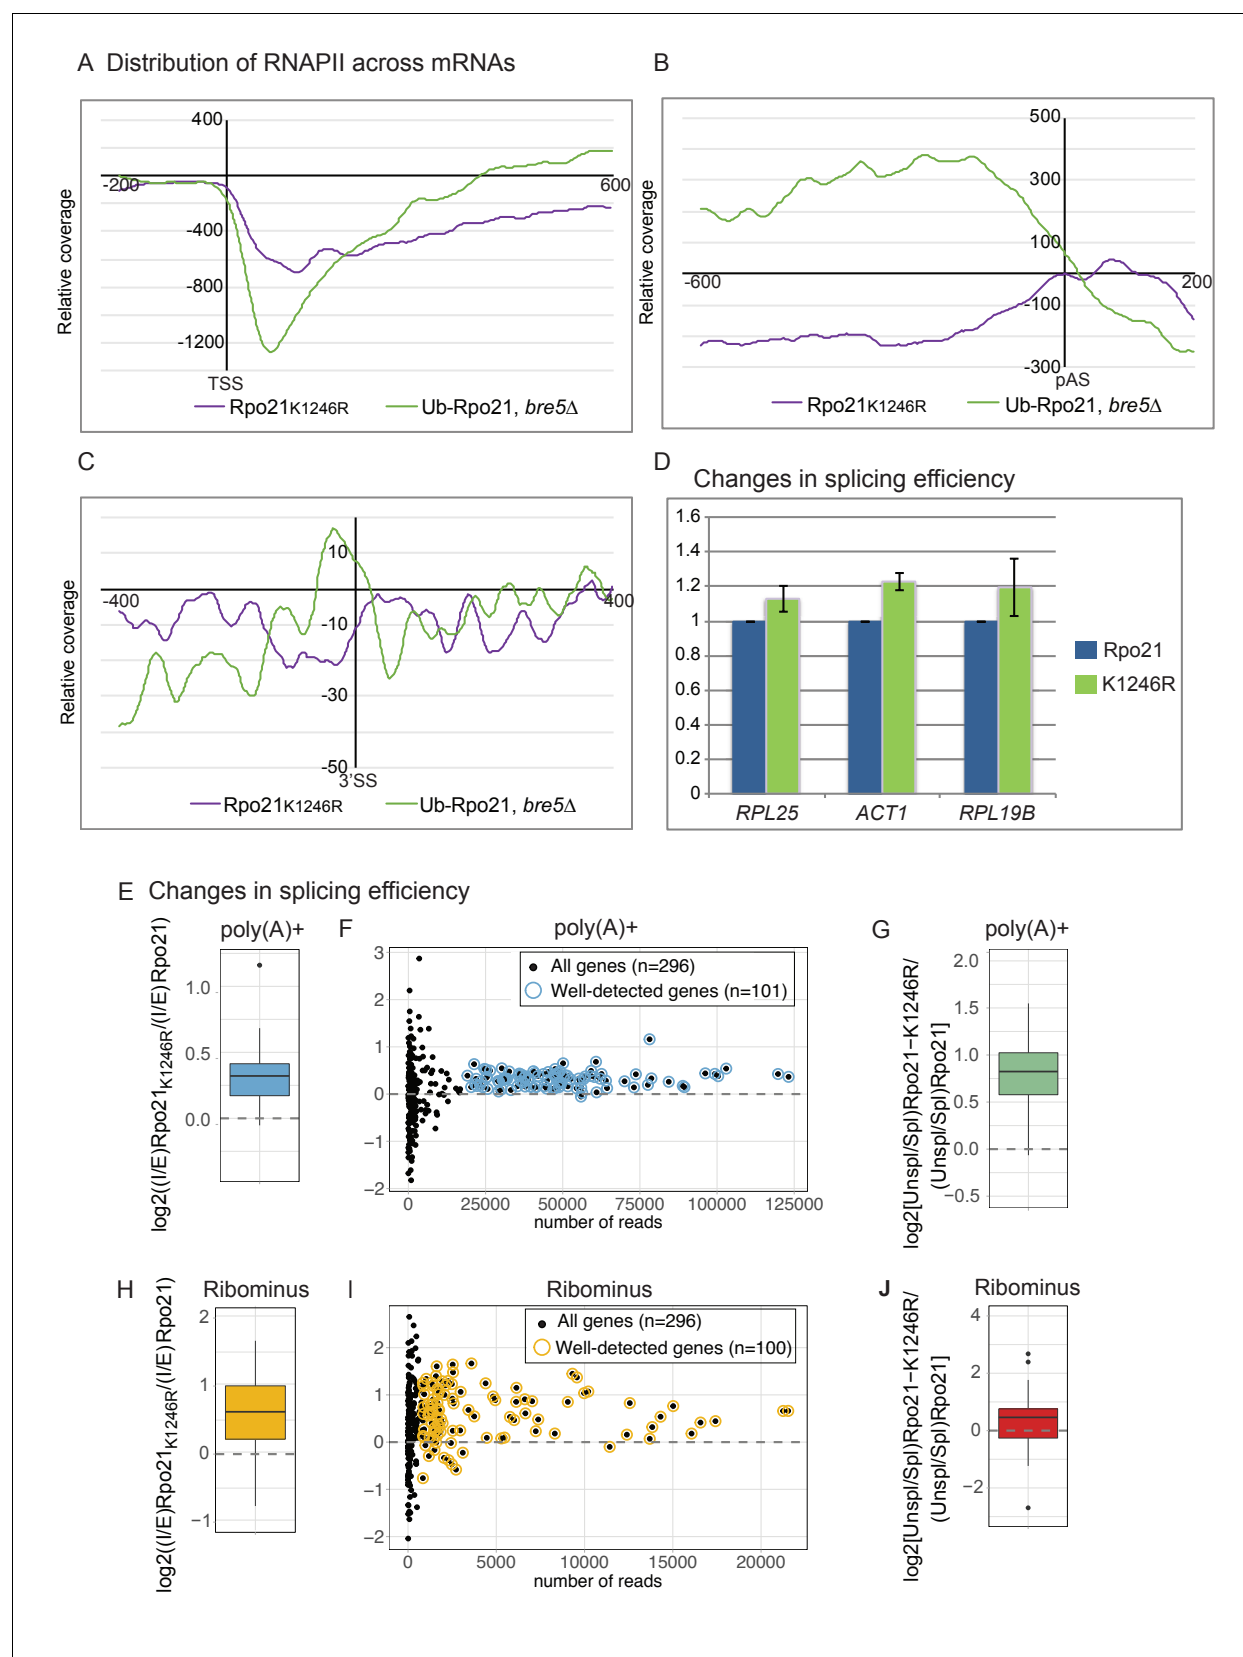 A Distribution of RNAPII across mRNAs
400
-200
600
-400
-800
-1200
Relative coverage
TSS
Rpo21K1246R
Ub-Rpo21, bre5Δ
B
500
300
100
-600
200
-100
-300
Relative coverage
pAS
Rpo21K1246R
Ub-Rpo21, bre5Δ
C
10
-400
400
-10
-30
-50
Relative coverage
3'SS
Rpo21K1246R
Ub-Rpo21, bre5Δ
D
Changes in splicing efficiency
1.6
1.4
1.2
1
0.8
0.6
0.4
0.2
0
RPL25
ACT1
RPL19B
Rpo21
K1246R
E Changes in splicing efficiency
poly(A)+
log2((I/E)Rpo21K1246R/(I/E)Rpo21)
1.0
0.5
0.0
F
poly(A)+
All genes (n=296)
Well-detected genes (n=101)
3
2
1
0
−1
−2
0
25000
50000
75000
100000
125000
number of reads
G
poly(A)+
log2[Unspl/Spl)Rpo21−K1246R/
(Unspl/Spl)Rpo21]
2.0
1.5
1.0
0.5
0.0
−0.5
H
Ribominus
log2((I/E)Rpo21K1246R/(I/E)Rpo21)
2
1
0
−1
I
Ribominus
All genes (n=296)
Well-detected genes (n=100)
2
1
0
−1
−2
0
5000
10000
15000
20000
number of reads
J
Ribominus
log2[Unspl/Spl)Rpo21−K1246R/
(Unspl/Spl)Rpo21]
4
2
0
−2